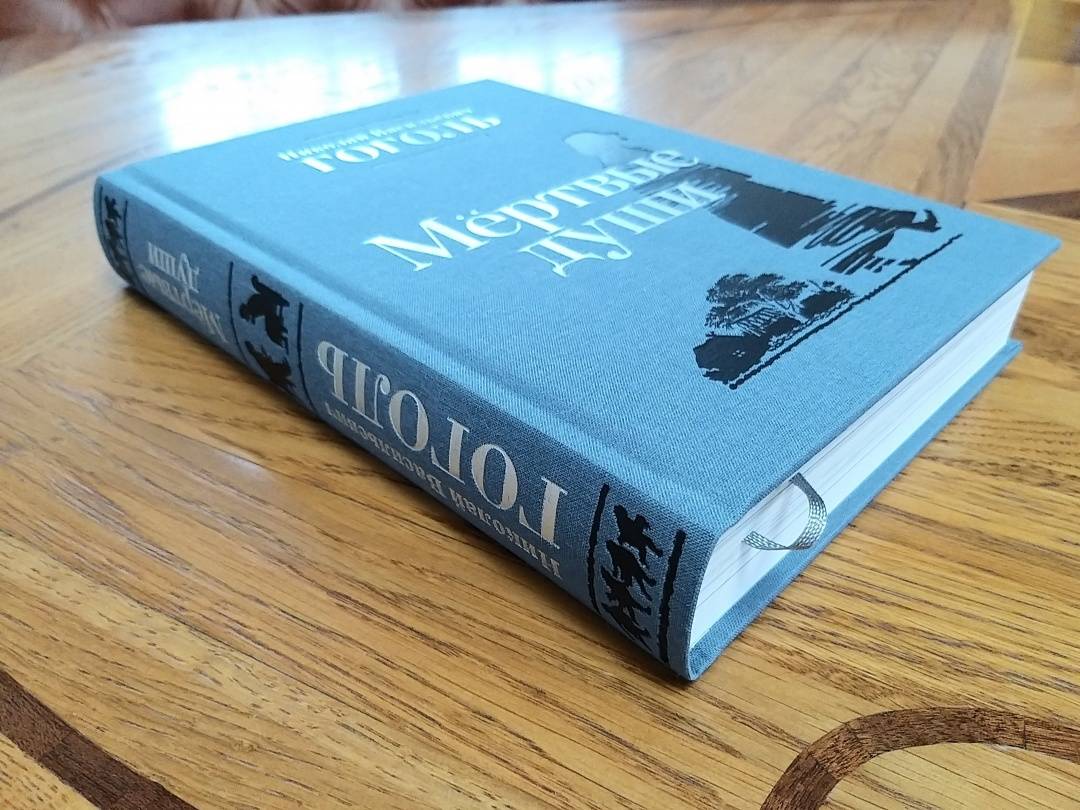 Николай Васильевич
ГОГОЛЬ
Мёртвые
души
Николай Васильевич
ГОГОЛЬ
Мёртвые
души